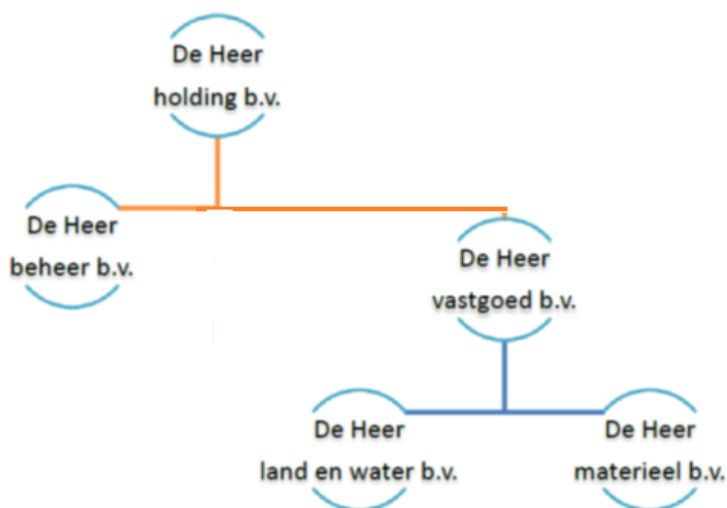 De Heer
holding b.v.
De Heer
beheer b.v.
De Heer
vastgoed b.v.
De Heer
land en water b.v.
De Heer
materieel b.v.